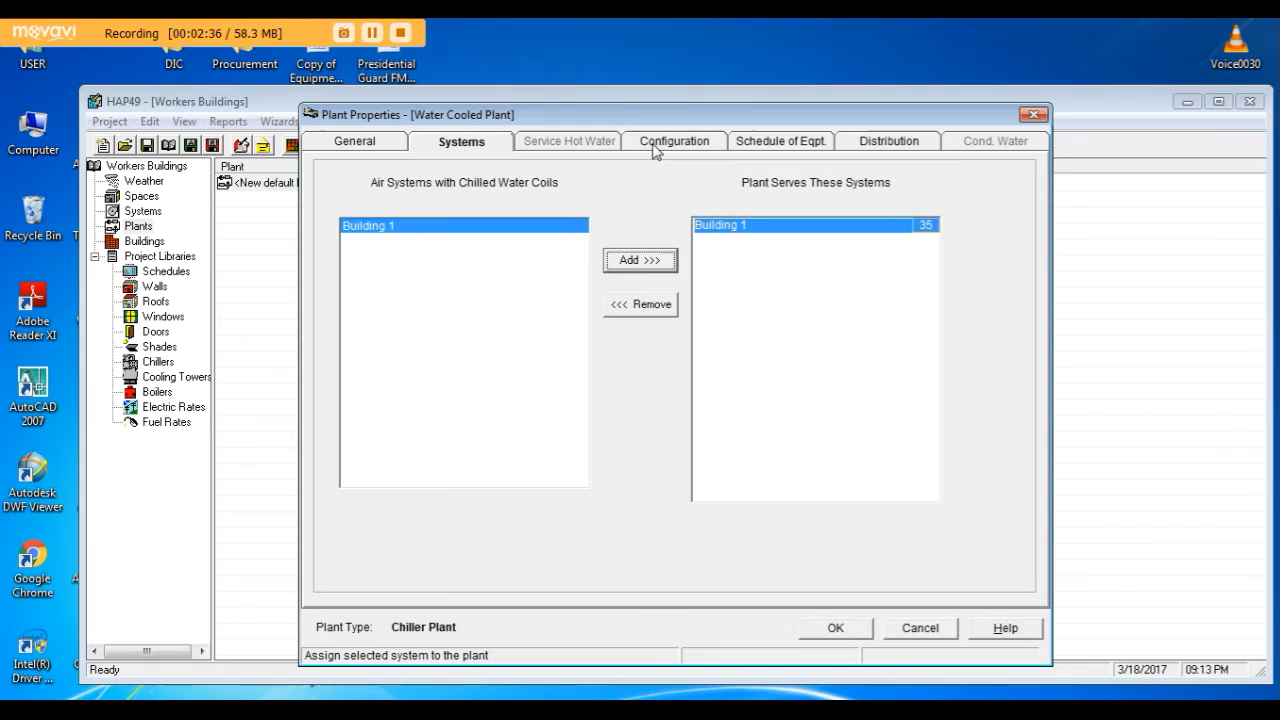 movavi Recording [00:02:36 / 58.3 MB]
USER
DIC
Procurement
Copy of
Equipme...
Presidential
Guard FM...
Voice0030
Computer
Recycle Bin
Adobe
Reader XI
AutoCAD
2007
Autodesk
DWF Viewer
Google
Chrome
Intel(R)
Driver ...
HAP49 - [Workers Buildings]
Project Edit View Reports Wizards
Workers Buildings
Weather
Spaces
Systems
Plants
Buildings
Project Libraries
Schedules
Walls
Roofs
Windows
Doors
Shades
Chillers
Cooling Towers
Boilers
Electric Rates
Fuel Rates
Plant
<New default
Plant Properties - [Water Cooled Plant]
General Systems Service Hot Water Configuration Schedule of Eqpt. Distribution Cond. Water
Air Systems with Chilled Water Coils
Plant Serves These Systems
Building 1
Building 1 35
Add >>>
<<< Remove
Plant Type: Chiller Plant
OK Cancel Help
Assign selected system to the plant
Ready
3/18/2017 09:13 PM